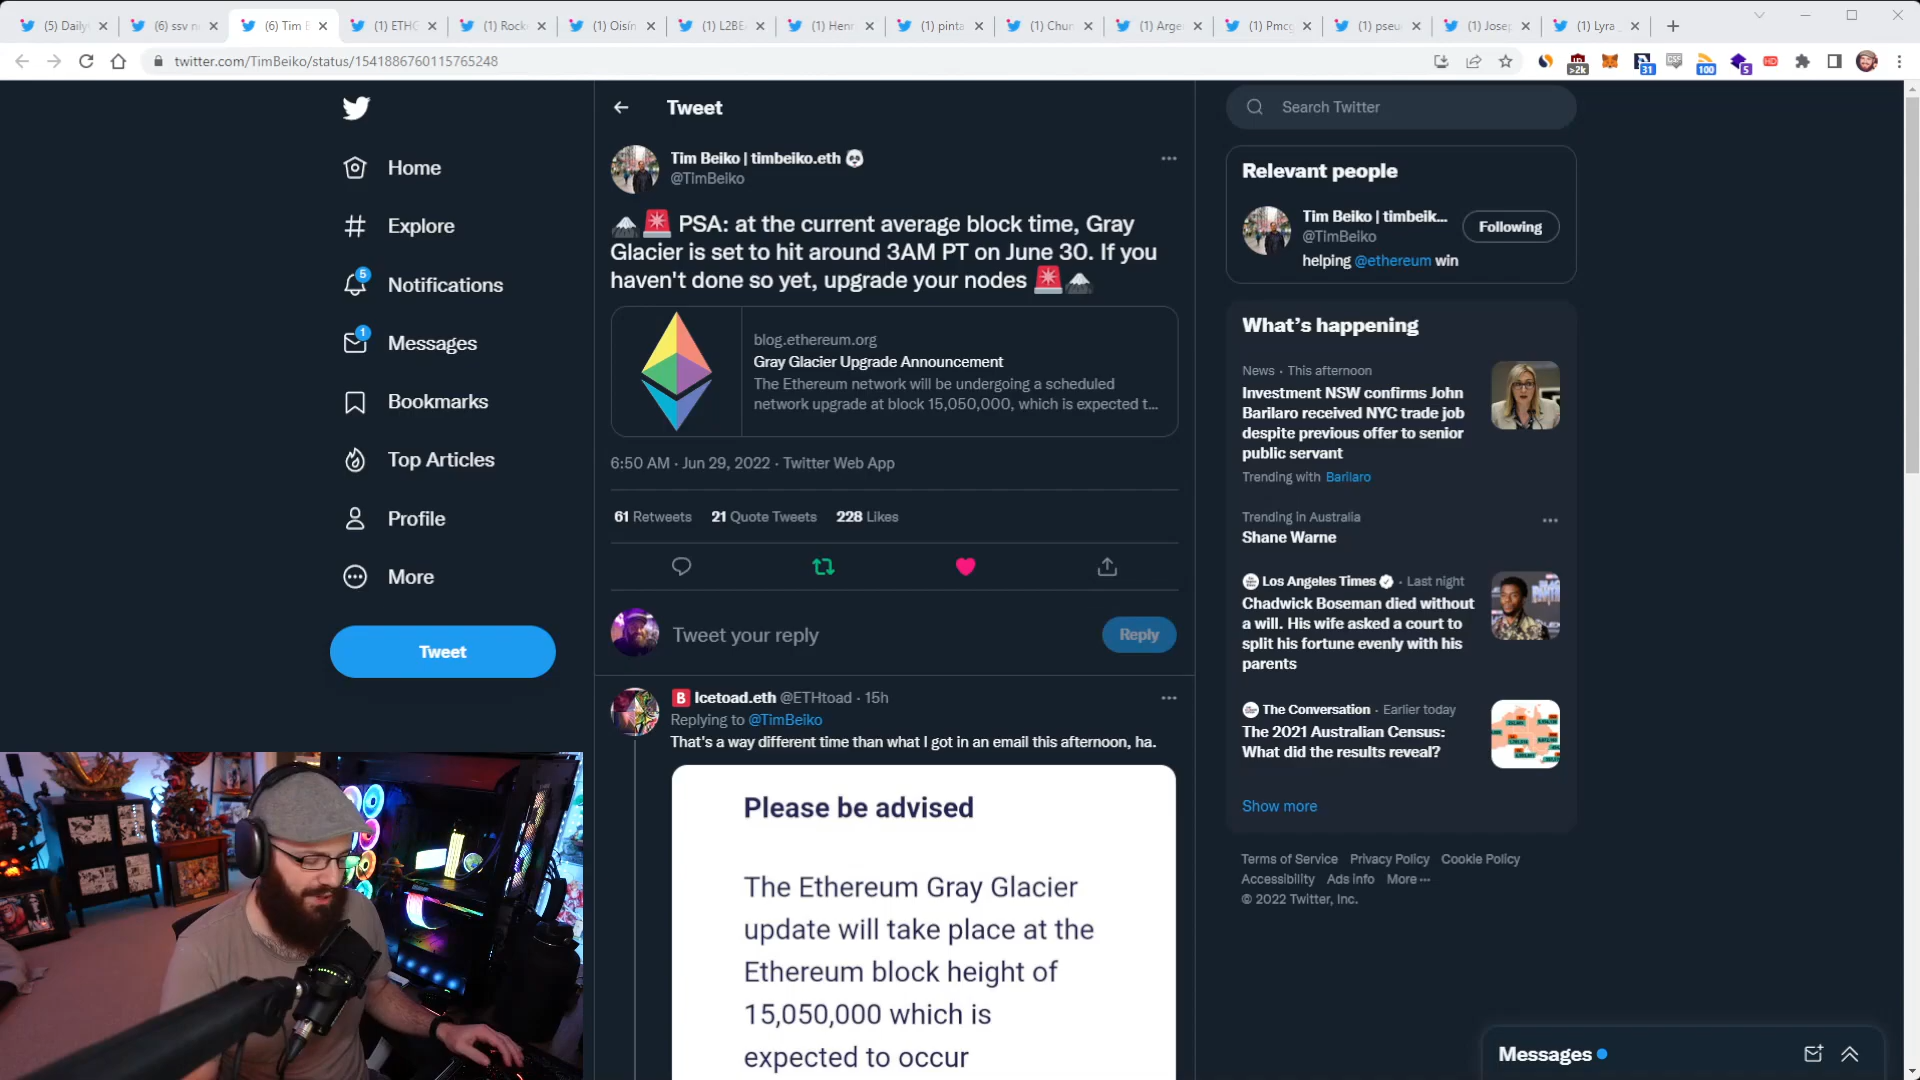 (5) Daily
(6) ssv n
(6) Tim B
(1) ETHG
(1) Rock
(1) Oisín
(1) L2BE
(1) Henr
(1) pinta
(1) Chu
(1) Arge
(1) Pmcg
(1) pseu
(1) Josep
(1) Lyra
twitter.com/TimBeiko/status/1541886760115765248
>2k
31
CSS
100
5
HD
Tweet
Search Twitter
Home
Explore
5
Notifications
1
Messages
Bookmarks
Top Articles
Profile
More
Tweet
Tim Beiko | timbeiko.eth 🐼
@TimBeiko
🏔️🚨 PSA: at the current average block time, Gray
Glacier is set to hit around 3AM PT on June 30. If you
haven't done so yet, upgrade your nodes 🚨🏔️
blog.ethereum.org
Gray Glacier Upgrade Announcement
The Ethereum network will be undergoing a scheduled
network upgrade at block 15,050,000, which is expected t...
6:50 AM · Jun 29, 2022 · Twitter Web App
61 Retweets 21 Quote Tweets 228 Likes
Tweet your reply
Reply
B Icetoad.eth @ETHtoad · 15h
Replying to @TimBeiko
That's a way different time than what I got in an email this afternoon, ha.
Please be advised
The Ethereum Gray Glacier
update will take place at the
Ethereum block height of
15,050,000 which is
expected to occur
Relevant people
Tim Beiko | timbeik...
@TimBeiko
Following
helping @ethereum win
What's happening
News · This afternoon
Investment NSW confirms John
Barilaro received NYC trade job
despite previous offer to senior
public servant
Trending with Barilaro
Trending in Australia
Shane Warne
Los Angeles Times · Last night
Chadwick Boseman died without
a will. His wife asked a court to
split his fortune evenly with his
parents
The Conversation · Earlier today
The 2021 Australian Census:
What did the results reveal?
Show more
Terms of Service Privacy Policy Cookie Policy
Accessibility Ads info More ···
© 2022 Twitter, Inc.
Messages